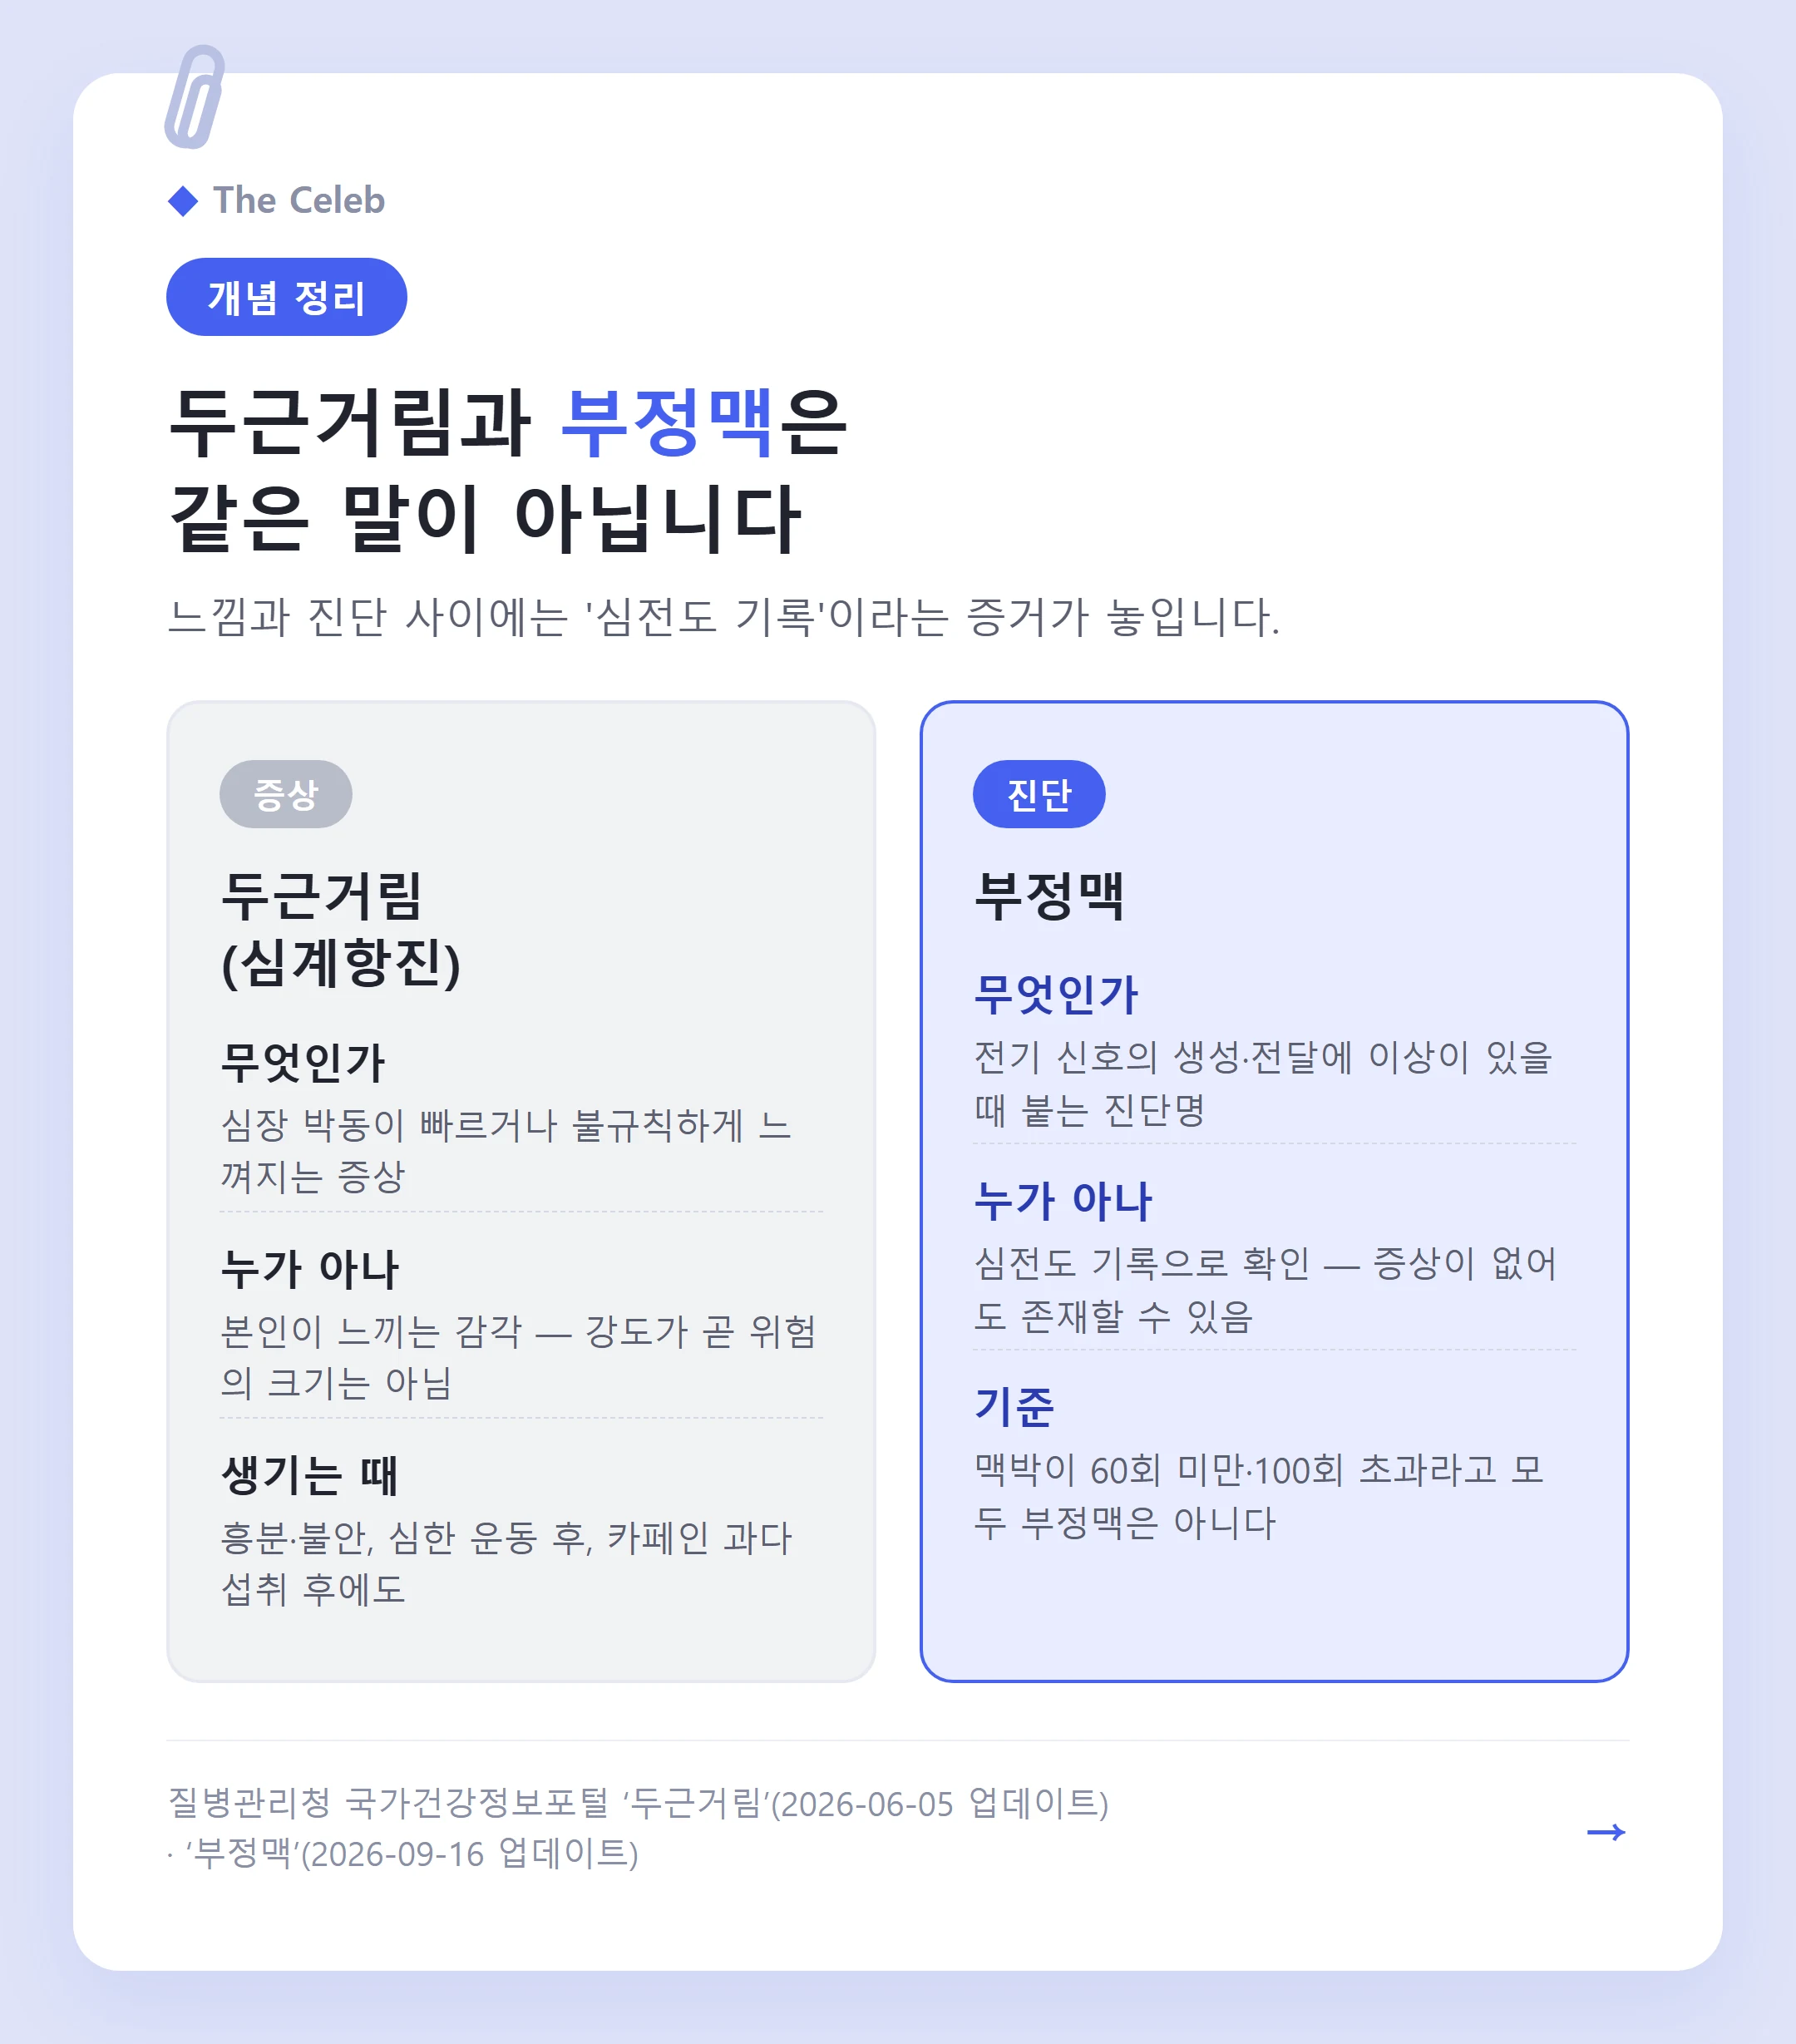 The Celeb
개념 정리
두근거림과 부정맥은
같은 말이 아닙니다
느낌과 진단 사이에는 '심전도 기록'이라는 증거가 놓입니다.
증상
두근거림
(심계항진)
무엇인가
심장 박동이 빠르거나 불규칙하게 느
껴지는 증상
누가 아나
본인이 느끼는 감각 — 강도가 곧 위험
의 크기는 아님
생기는 때
흥분·불안, 심한 운동 후, 카페인 과다
섭취 후에도
진단
부정맥
무엇인가
전기 신호의 생성·전달에 이상이 있을
때 붙는 진단명
누가 아나
심전도 기록으로 확인 — 증상이 없어
도 존재할 수 있음
기준
맥박이 60회 미만·100회 초과라고 모
두 부정맥은 아니다
질병관리청 국가건강정보포털 ‘두근거림’(2026-06-05 업데이트)
· ‘부정맥’(2026-09-16 업데이트)
→